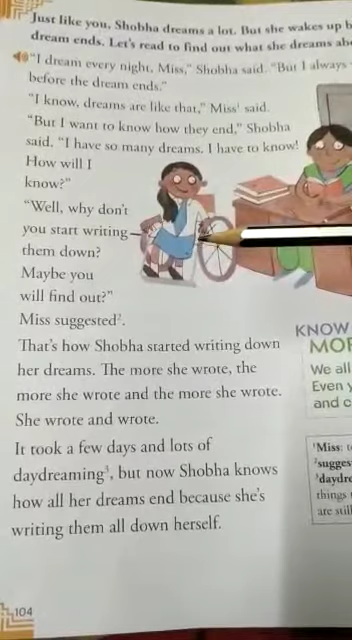 Just like you, Shobha dreams a lot. But she wakes up b
dream ends. Let's read to find out what she dreams abo
"I dream every night, Miss," Shobha said. "But I always
before the dream ends."
"I know, dreams are like that," Miss¹ said.
"But I want to know how they end," Shobha
said. "I have so many dreams. I have to know!
How will I
know?"
"Well, why don't
you start writing
them down?
Maybe you
will find out?"
Miss suggested².
That's how Shobha started writing down
her dreams. The more she wrote, the
more she wrote and the more she wrote.
She wrote and wrote.
It took a few days and lots of
daydreaming³, but now Shobha knows
how all her dreams end because she's
writing them all down herself.
104
KNOW
MOR
We all
Even y
and c
¹Miss: t
²sugges
³daydre
things
are still